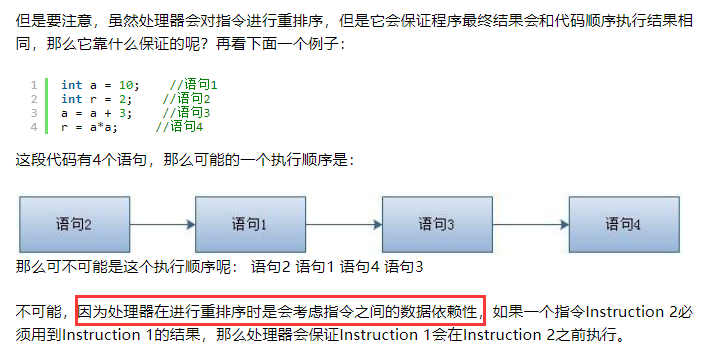 但是要注意，虽然处理器会对指令进行重排序，但是它会保证程序最终结果会和代码顺序执行结果相
同，那么它靠什么保证的呢？再看下面一个例子：
1 int a = 10; //语句1
2 int r = 2; //语句2
3 a = a + 3; //语句3
4 r = a*a; //语句4
这段代码有4个语句，那么可能的一个执行顺序是：
语句2 语句1 语句3 语句4
那么可不可能是这个执行顺序呢： 语句2 语句1 语句4 语句3
不可能，因为处理器在进行重排序时是会考虑指令之间的数据依赖性，如果一个指令Instruction 2必
须用到Instruction 1的结果，那么处理器会保证Instruction 1会在Instruction 2之前执行。